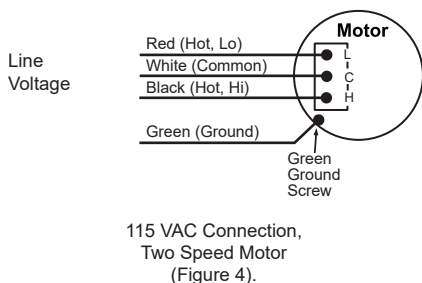 Motor
Line
Voltage
Red (Hot, Lo)
L
White (Common)
C
Black (Hot, Hi)
H
Green (Ground)
Green
Ground
Screw
115 VAC Connection,
Two Speed Motor
(Figure 4).